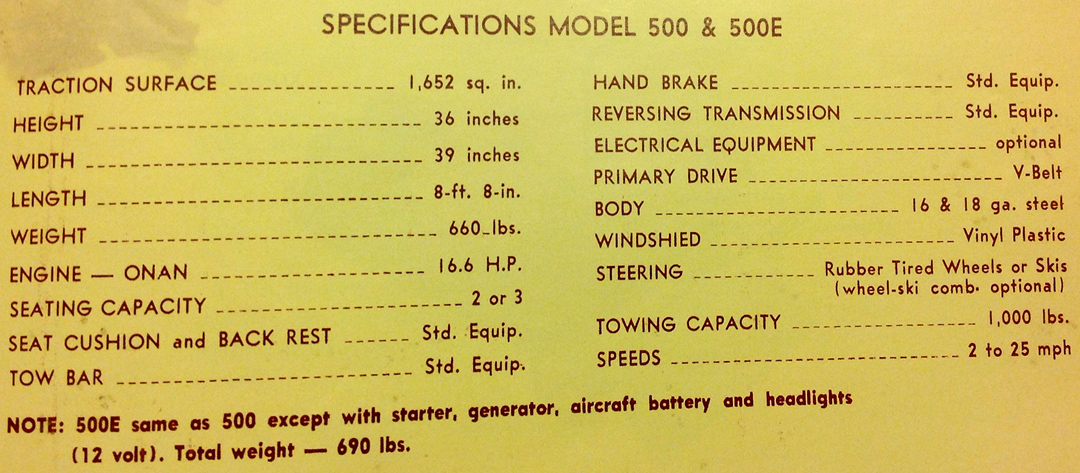 SPECIFICATIONS MODEL 500 & 500E
TRACTION SURFACE 1,652 sq. in.
HEIGHT 36 inches
WIDTH 39 inches
LENGTH 8-ft. 8-in.
WEIGHT 660 lbs.
ENGINE — ONAN 16.6 H.P.
SEATING CAPACITY 2 or 3
SEAT CUSHION and BACK REST Std. Equip.
TOW BAR Std. Equip.
HAND BRAKE Std. Equip.
REVERSING TRANSMISSION Std. Equip.
ELECTRICAL EQUIPMENT optional
PRIMARY DRIVE V-Belt
BODY 16 & 18 ga. steel
WINDSHIED Vinyl Plastic
STEERING Rubber Tired Wheels or Skis
(wheel-ski comb. optional)
TOWING CAPACITY 1,000 lbs.
SPEEDS 2 to 25 mph
NOTE: 500E same as 500 except with starter, generator, aircraft battery and headlights
(12 volt). Total weight — 690 lbs.